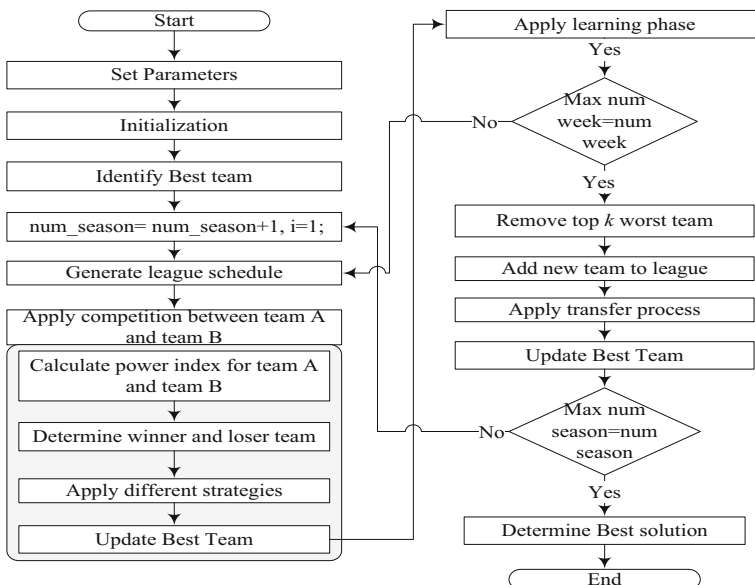 Start
Set Parameters
Initialization
Identify Best team
num_season= num_season+1, i=1;
Generate league schedule
Apply competition between team A
and team B
Calculate power index for team A
and team B
Determine winner and loser team
Apply different strategies
Update Best Team
Apply learning phase
Yes
Max num
week=num
week
No
Yes
Remove top k worst team
Add new team to league
Apply transfer process
Update Best Team
Max num
season=num
season
No
Yes
Determine Best solution
End